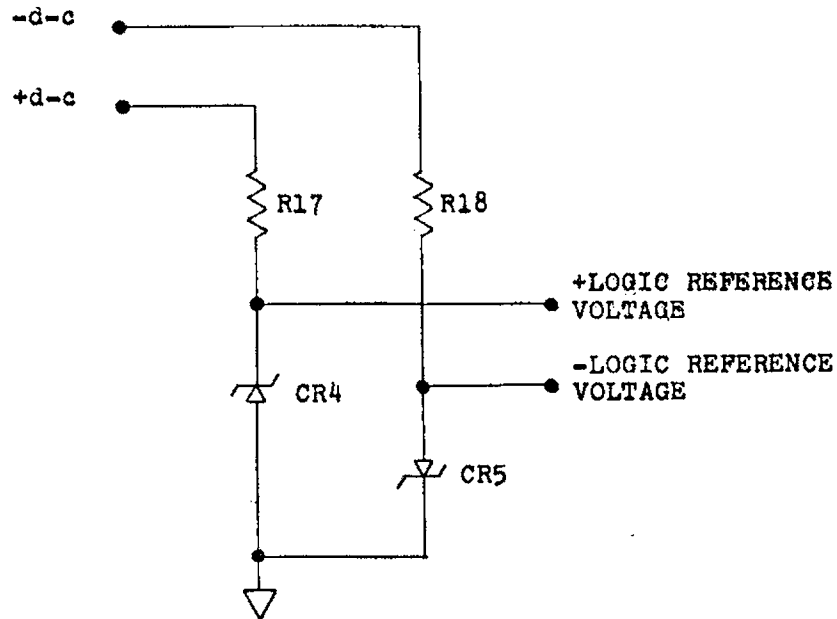 -d-c
+d-c
R17
R18
+LOGIC REFERENCE
VOLTAGE
-LOGIC REFERENCE
VOLTAGE
CR4
CR5